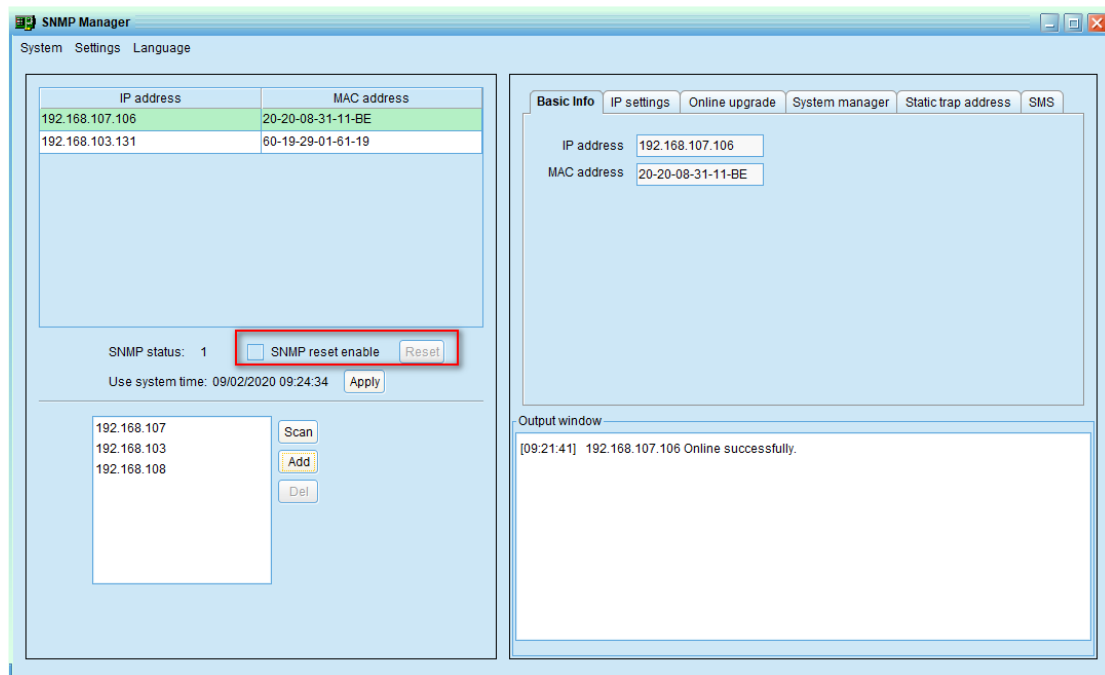 SNMP Manager
System Settings Language
IP address MAC address
192.168.107.106 20-20-08-31-11-BE
192.168.103.131 60-19-29-01-61-19
SNMP status: 1 SNMP reset enable Reset
Use system time: 09/02/2020 09:24:34 Apply
192.168.107
192.168.103
192.168.108
Scan
Add
Del
Basic Info IP settings Online upgrade System manager Static trap address SMS
IP address 192.168.107.106
MAC address 20-20-08-31-11-BE
Output window
[09:21:41] 192.168.107.106 Online successfully.